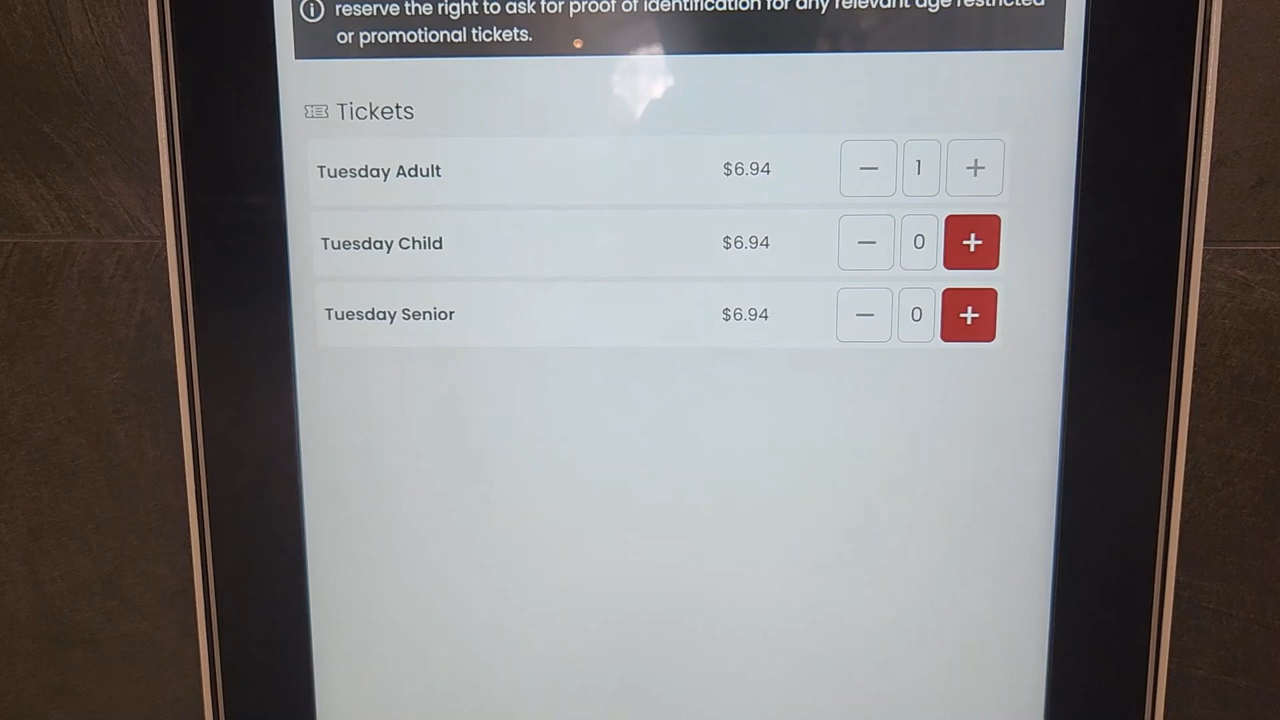 reserve the right to ask for proof of identification for any relevant age restricted
or promotional tickets.
Tickets
Tuesday Adult $6.94 − 1 +
Tuesday Child $6.94 − 0 +
Tuesday Senior $6.94 − 0 +